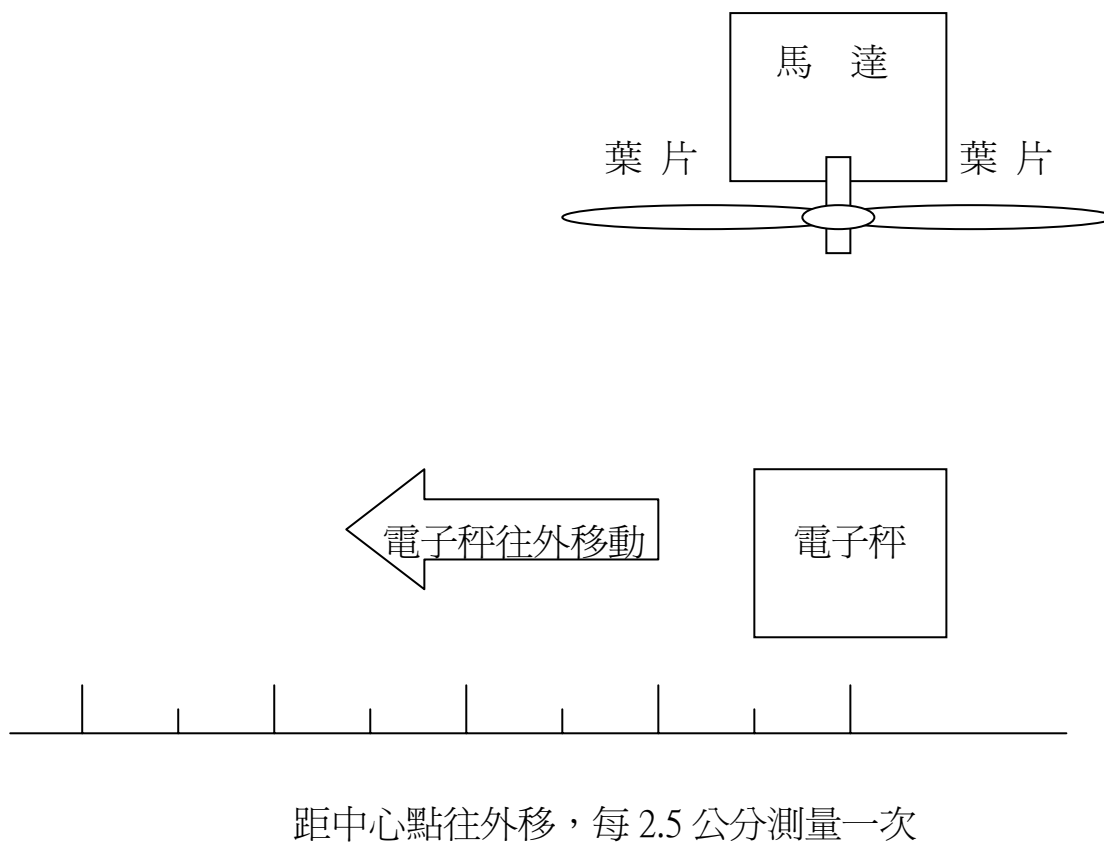 馬 達
葉 片
葉 片
電子秤往外移動
電子秤
距中心點往外移，每 2.5 公分測量一次